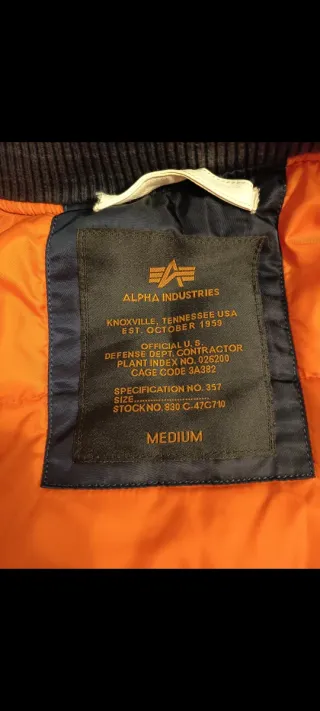 ALPHA INDUSTRIES
KNOXVILLE, TENNESSEE USA
EST. OCTOBER 1959
OFFICIAL U.S.
DEFENSE DEPT. CONTRACTOR
PLANT INDEX NO. 026200
CAGE CODE 3A382
SPECIFICATION NO. 357
SIZE..........................
STOCK NO. 830 C-47C710
MEDIUM